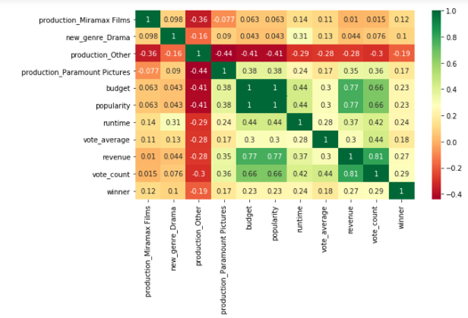 production_Miramax Films 1 0.098 -0.36 -0.077 0.063 0.063 0.14 0.11 0.01 0.015 0.12
new_genre_Drama 0.098 1 -0.16 0.09 0.043 0.043 0.31 0.13 0.044 0.076 0.1
production_Other -0.36 -0.16 1 -0.44 -0.41 -0.41 -0.29 -0.28 -0.28 -0.3 -0.19
production_Paramount Pictures -0.077 0.09 -0.44 1 0.38 0.38 0.24 0.17 0.35 0.36 0.17
budget 0.063 0.043 -0.41 0.38 1 1 0.44 0.3 0.77 0.66 0.23
popularity 0.063 0.043 -0.41 0.38 1 1 0.44 0.3 0.77 0.66 0.23
runtime 0.14 0.31 -0.29 0.24 0.44 0.44 1 0.28 0.37 0.42 0.24
vote_average 0.11 0.13 -0.28 0.17 0.3 0.3 0.28 1 0.3 0.44 0.18
revenue 0.01 0.044 -0.28 0.35 0.77 0.77 0.37 0.3 1 0.81 0.27
vote_count 0.015 0.076 -0.3 0.36 0.66 0.66 0.42 0.44 0.81 1 0.29
winner 0.12 0.1 -0.19 0.17 0.23 0.23 0.24 0.18 0.27 0.29 1
production_Miramax Films
new_genre_Drama
production_Other
production_Paramount Pictures
budget
popularity
runtime
vote_average
revenue
vote_count
winner
1.0
0.8
0.6
0.4
0.2
0.0
-0.2
-0.4